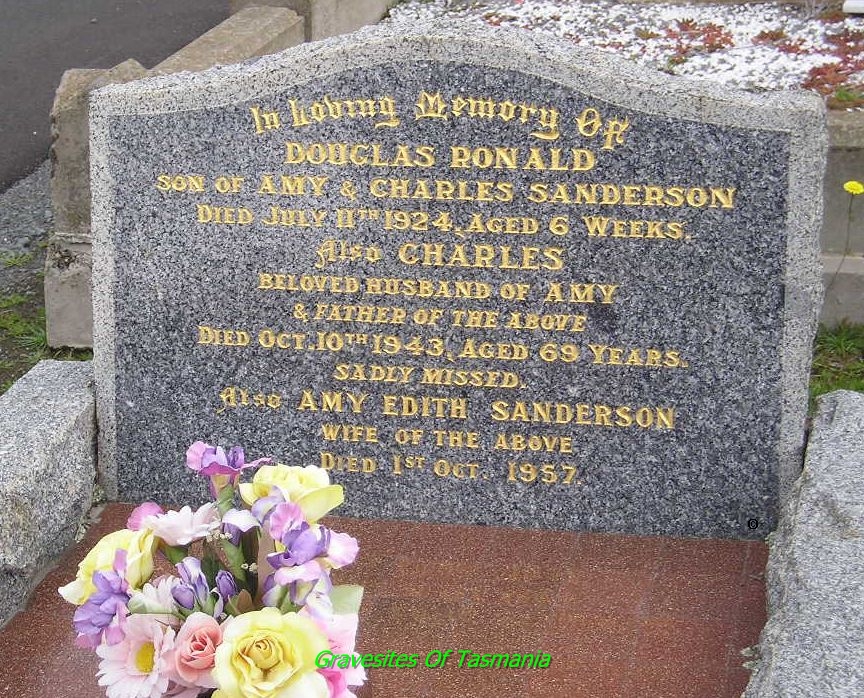 In Loving Memory Of
DOUGLAS RONALD
SON OF AMY & CHARLES SANDERSON
DIED JULY 11TH 1924, AGED 6 WEEKS.
Also CHARLES
BELOVED HUSBAND OF AMY
& FATHER OF THE ABOVE
DIED OCT. 10TH 1943, AGED 69 YEARS.
SADLY MISSED.
Also AMY EDITH SANDERSON
WIFE OF THE ABOVE
DIED 1ST OCT. 1957.
Gravesites Of Tasmania